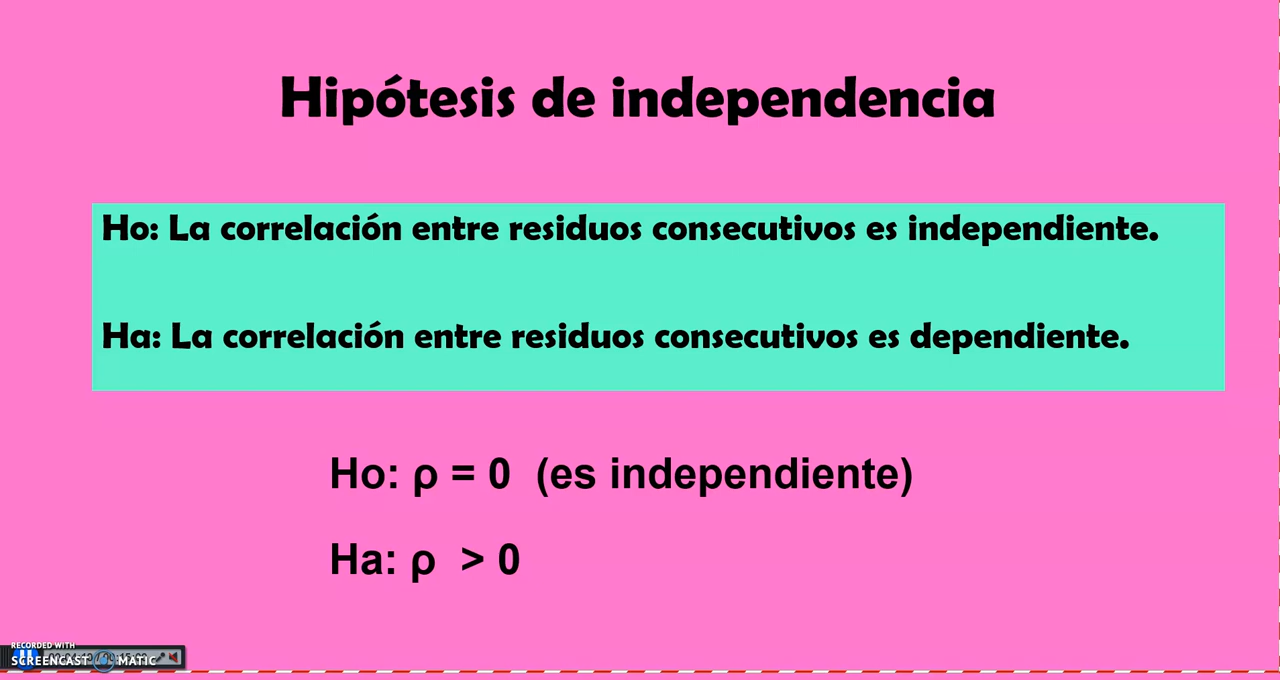 Hipótesis de independencia
Ho: La correlación entre residuos consecutivos es independiente.
Ha: La correlación entre residuos consecutivos es dependiente.
Ho: ρ = 0 (es independiente)
Ha: ρ > 0
RECORDED WITH
SCREENCAST MATIC